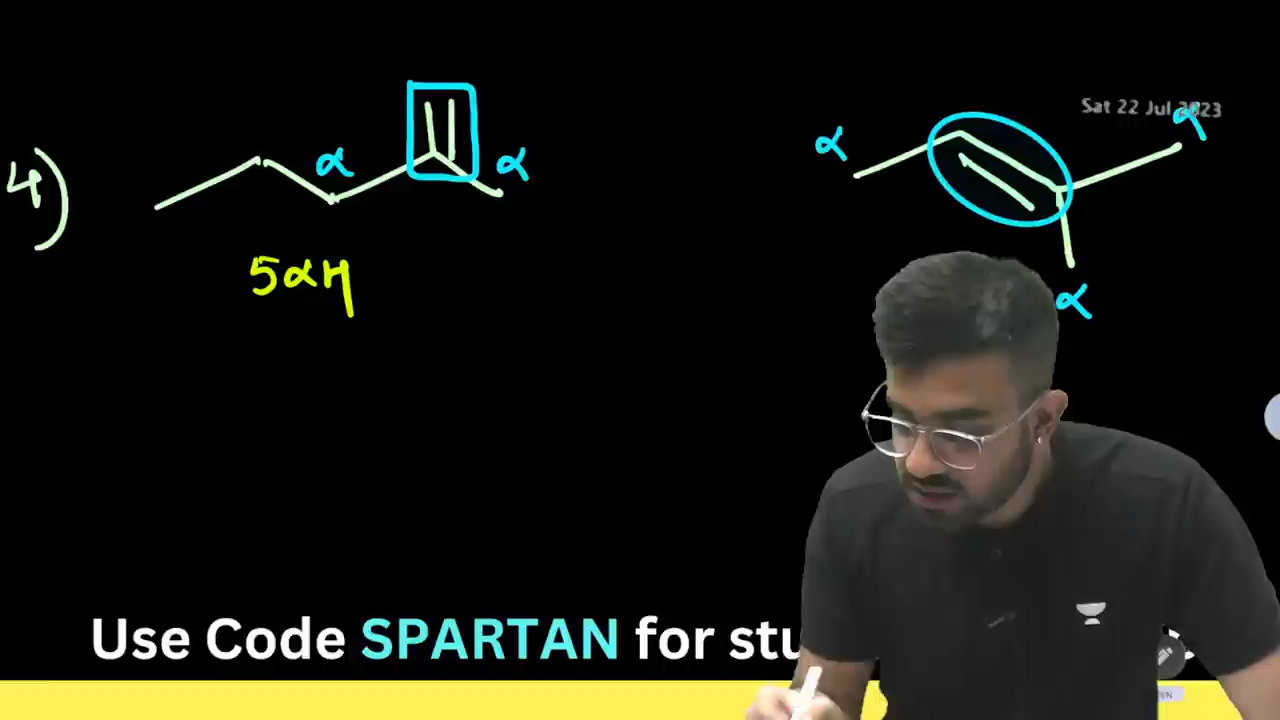 Sat 22 Jul 2023
4)
α
α
α
α
α
5αH
Use Code SPARTAN for stu